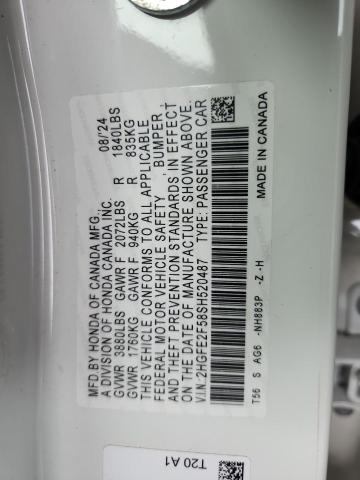 MFD.BY HONDA OF CANADA MFG.
A DIVISION OF HONDA CANADA INC. 08/24
GVWR 3880LBS GAWR F 2072LBS R 1840LBS
GVWR 1760KG GAWR F 940KG R 835KG
THIS VEHICLE CONFORMS TO ALL APPLICABLE
FEDERAL MOTOR VEHICLE SAFETY , BUMPER ,
AND THEFT PREVENTION STANDARDS IN EFFECT
ON THE DATE OF MANUFACTURE SHOWN ABOVE.
V.I.N. 2HGFE2F58SH520487 TYPE: PASSENGER CAR
T56 S AG6 -NH883P -Z -H MADE IN CANADA
T20 A1